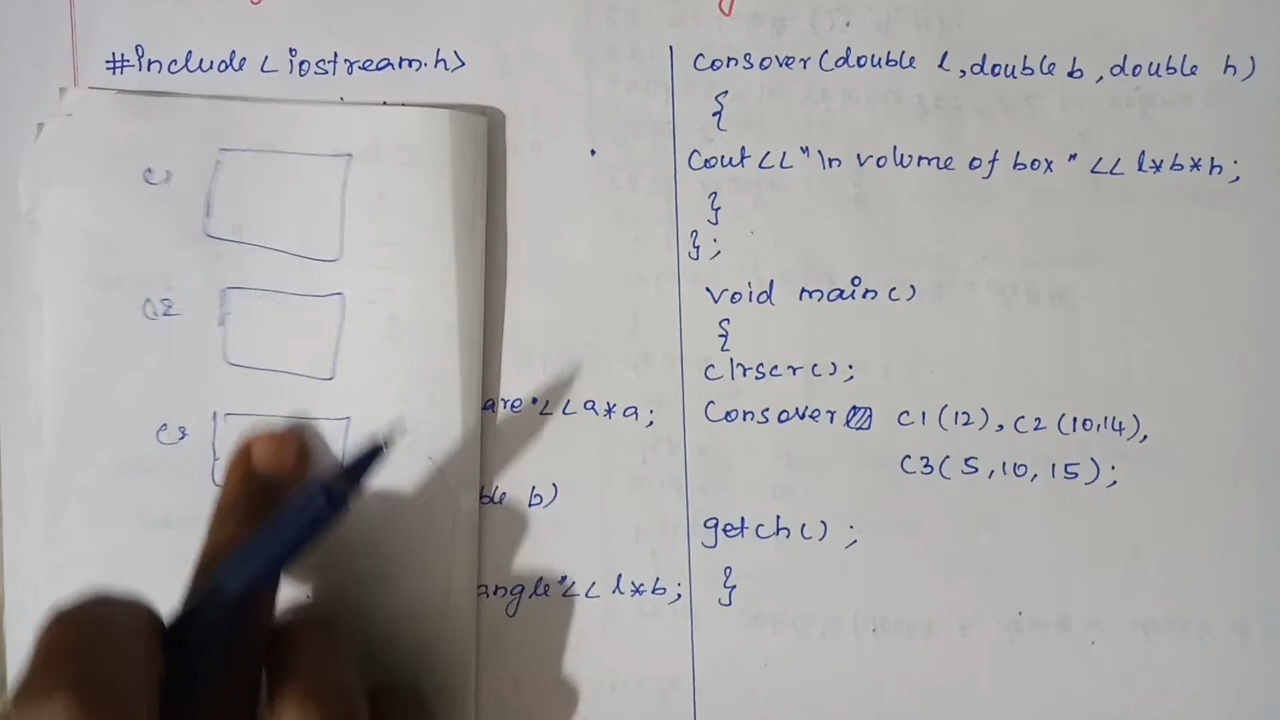 #include <iostream.h>
c1
c2
c3
are"<<a*a;
ble b)
angle"<< l*b;
consover(double l, double b, double h)
{
cout <<"\n volume of box" << l*b*h;
}
};
void main()
{
clrscr();
Consover c1(12), c2(10,14),
c3(5,10,15);
getch();
}